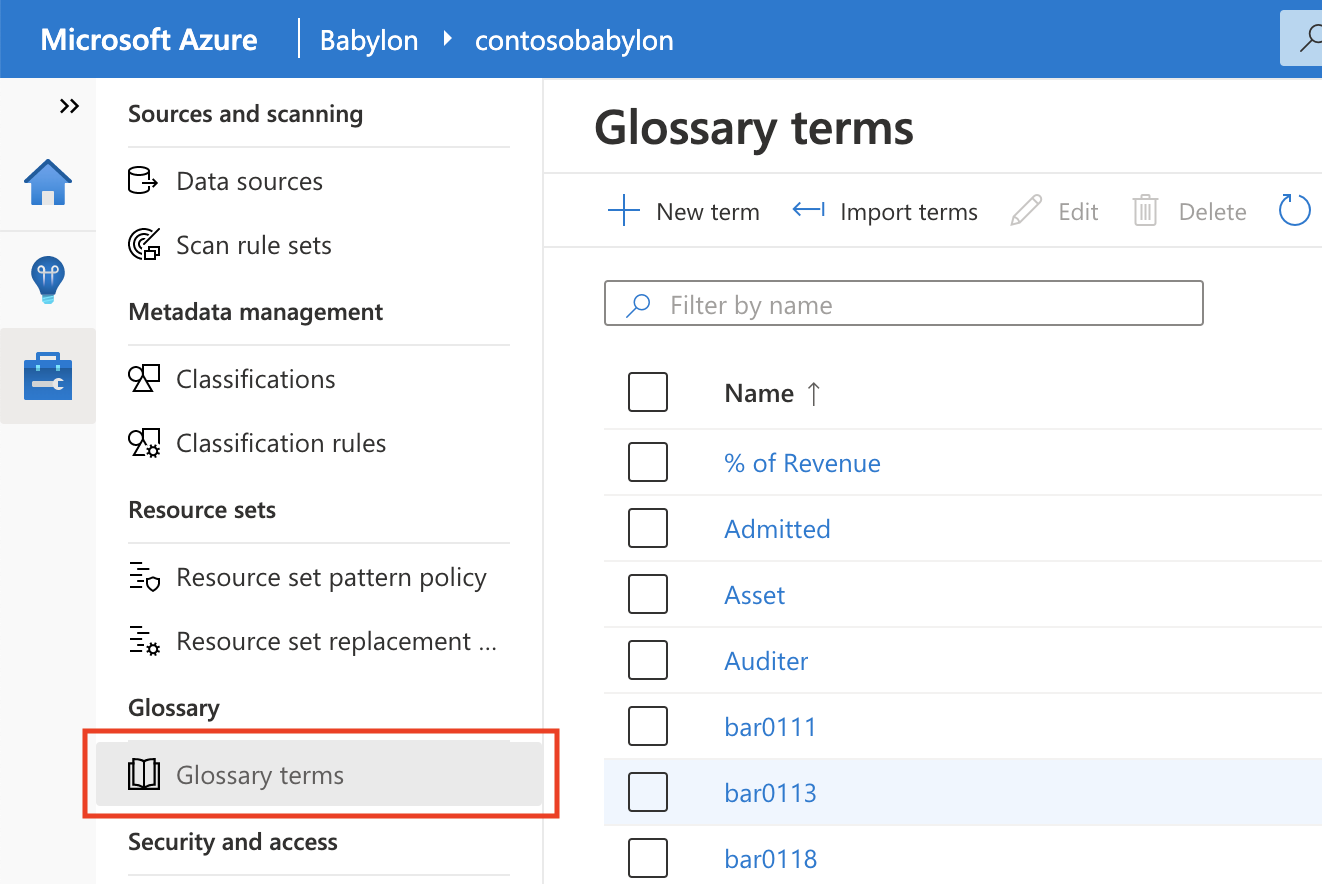 Microsoft Azure
Babylon
contosobabylon
Sources and scanning
Data sources
Scan rule sets
Metadata management
Classifications
Classification rules
Resource sets
Resource set pattern policy
Resource set replacement ...
Glossary
Glossary terms
Security and access
Glossary terms
New term
Import terms
Edit
Delete
Filter by name
Name ↑
% of Revenue
Admitted
Asset
Auditer
bar0111
bar0113
bar0118